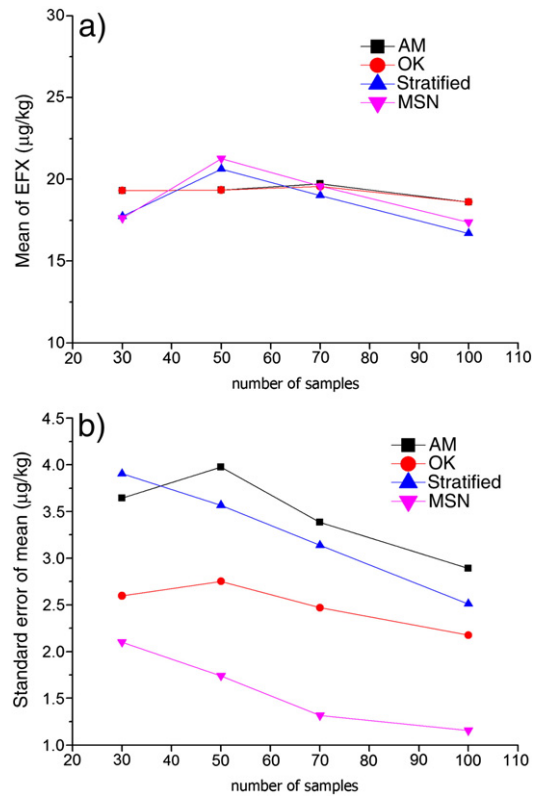 a)
AM
OK
Stratified
MSN
Mean of EFX (µg/kg)
30
25
20
15
10
20 30 40 50 60 70 80 90 100 110
number of samples
b)
AM
OK
Stratified
MSN
Standard error of mean (µg/kg)
4.5
4.0
3.5
3.0
2.5
2.0
1.5
1.0
20 30 40 50 60 70 80 90 100 110
number of samples